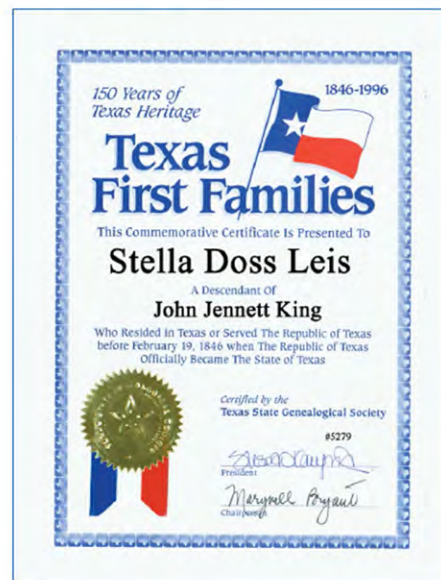 150 Years of
Texas Heritage
1846-1996
Texas
First Families
This Commemorative Certificate Is Presented To
Stella Doss Leis
A Descendant Of
John Jennett King
Who Resided in Texas or Served The Republic of Texas
before February 19, 1846 when The Republic of Texas
Officially Became The State of Texas
Certified by the
Texas State Genealogical Society
#5279
President
Marynell Bryant
Chairperson